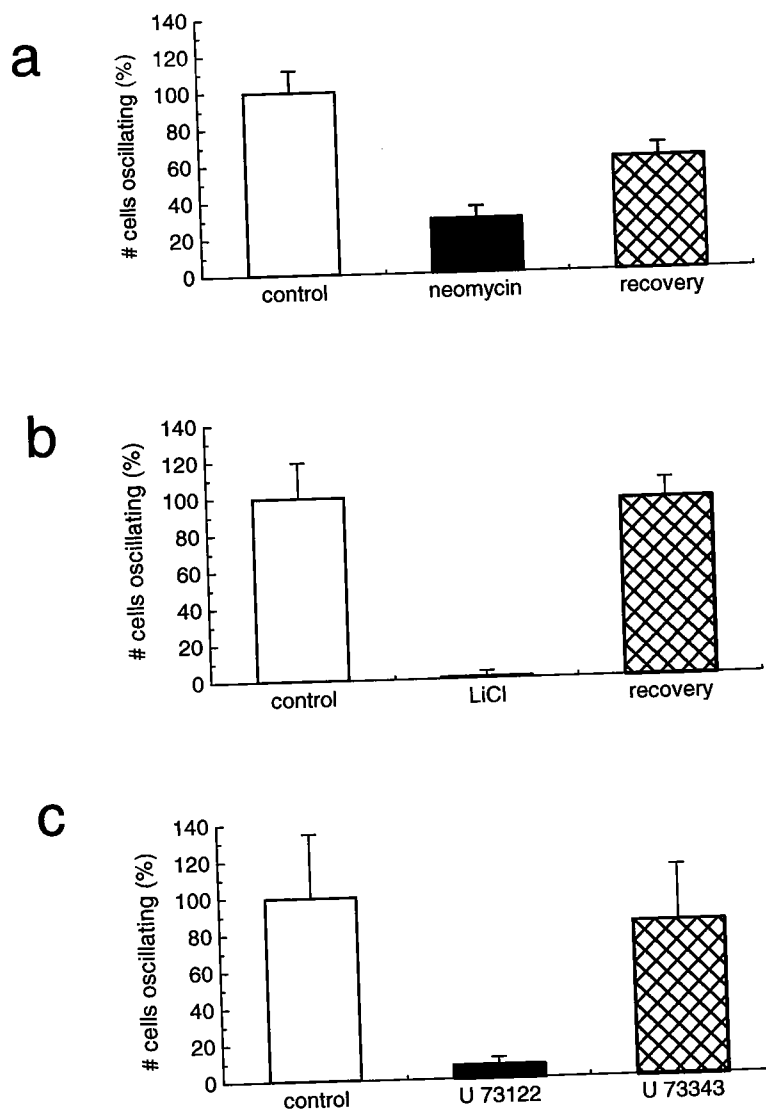 a
# cells oscillating (%)
140
120
100
80
60
40
20
0
control
neomycin
recovery
b
# cells oscillating (%)
140
120
100
80
60
40
20
0
control
LiCl
recovery
c
# cells oscillating (%)
140
120
100
80
60
40
20
0
control
U 73122
U 73343